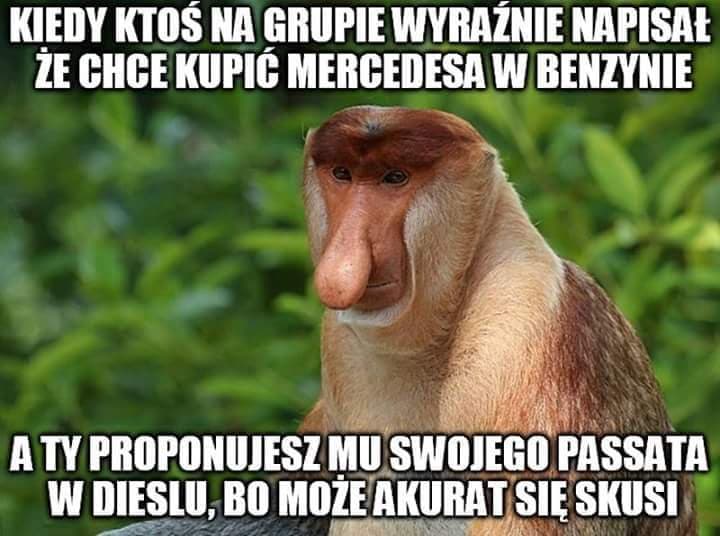 KIEDY KTOŚ NA GRUPIE WYRAŹNIE NAPISAŁ
ŻE CHCE KUPIĆ MERCEDESA W BENZYNIE
A TY PROPONUJESZ MU SWOJEGO PASSATA
W DIESLU, BO MOŻE AKURAT SIĘ SKUSI